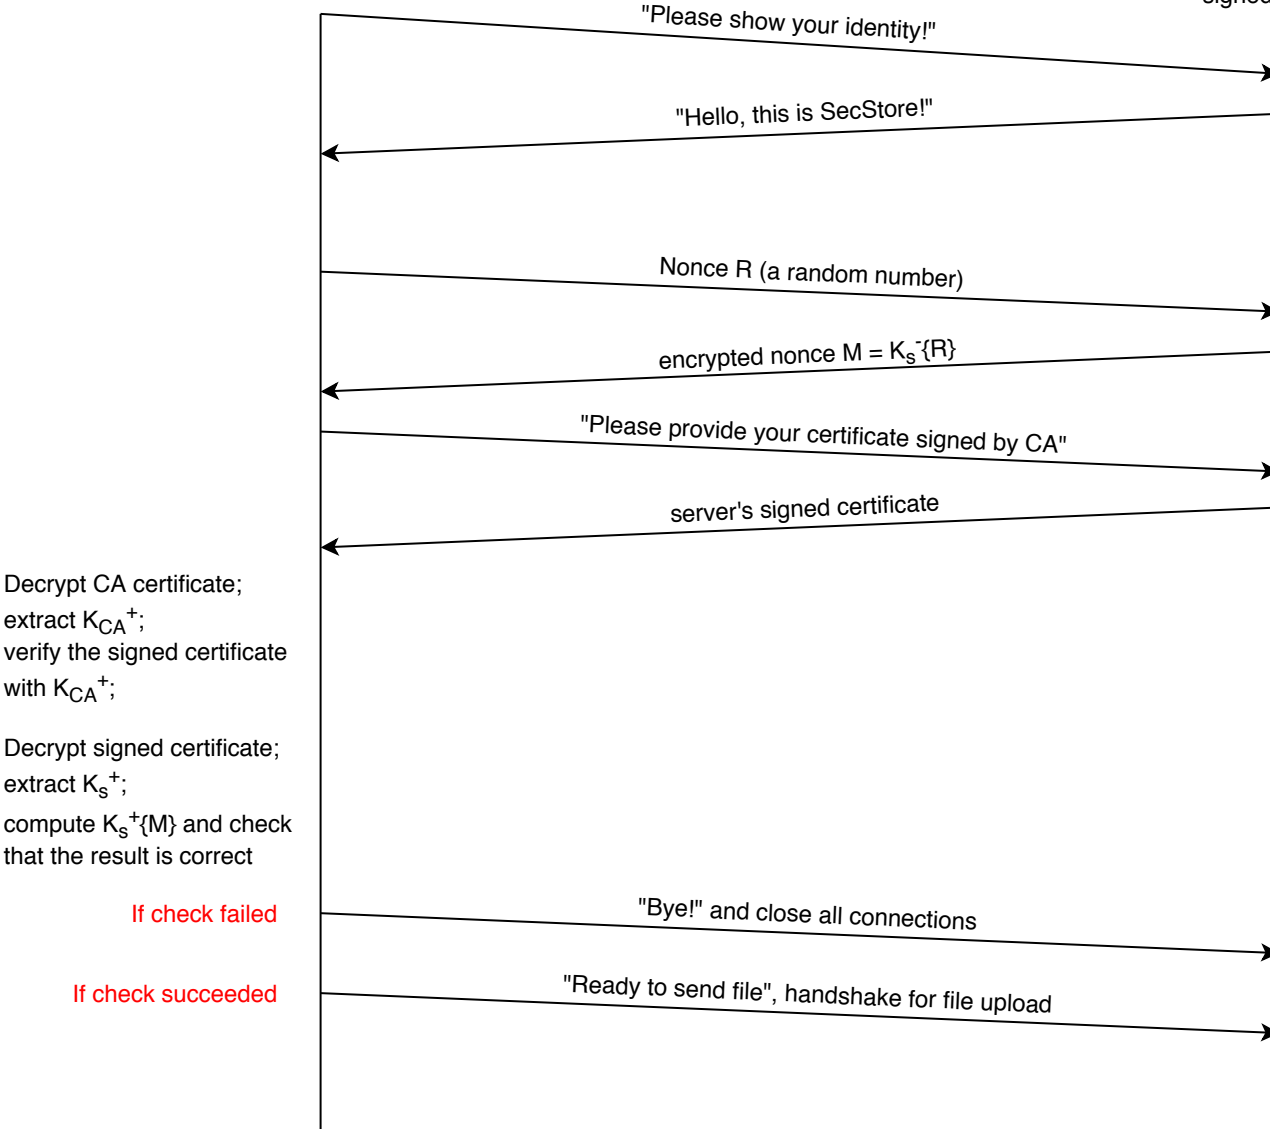 signed
"Please show your identity!"
"Hello, this is SecStore!"
Nonce R (a random number)
encrypted nonce M = Kₛ⁻{R}
"Please provide your certificate signed by CA"
server's signed certificate
Decrypt CA certificate;
extract K_CA⁺;
verify the signed certificate
with K_CA⁺;
Decrypt signed certificate;
extract Kₛ⁺;
compute Kₛ⁺{M} and check
that the result is correct
If check failed
"Bye!" and close all connections
If check succeeded
"Ready to send file", handshake for file upload